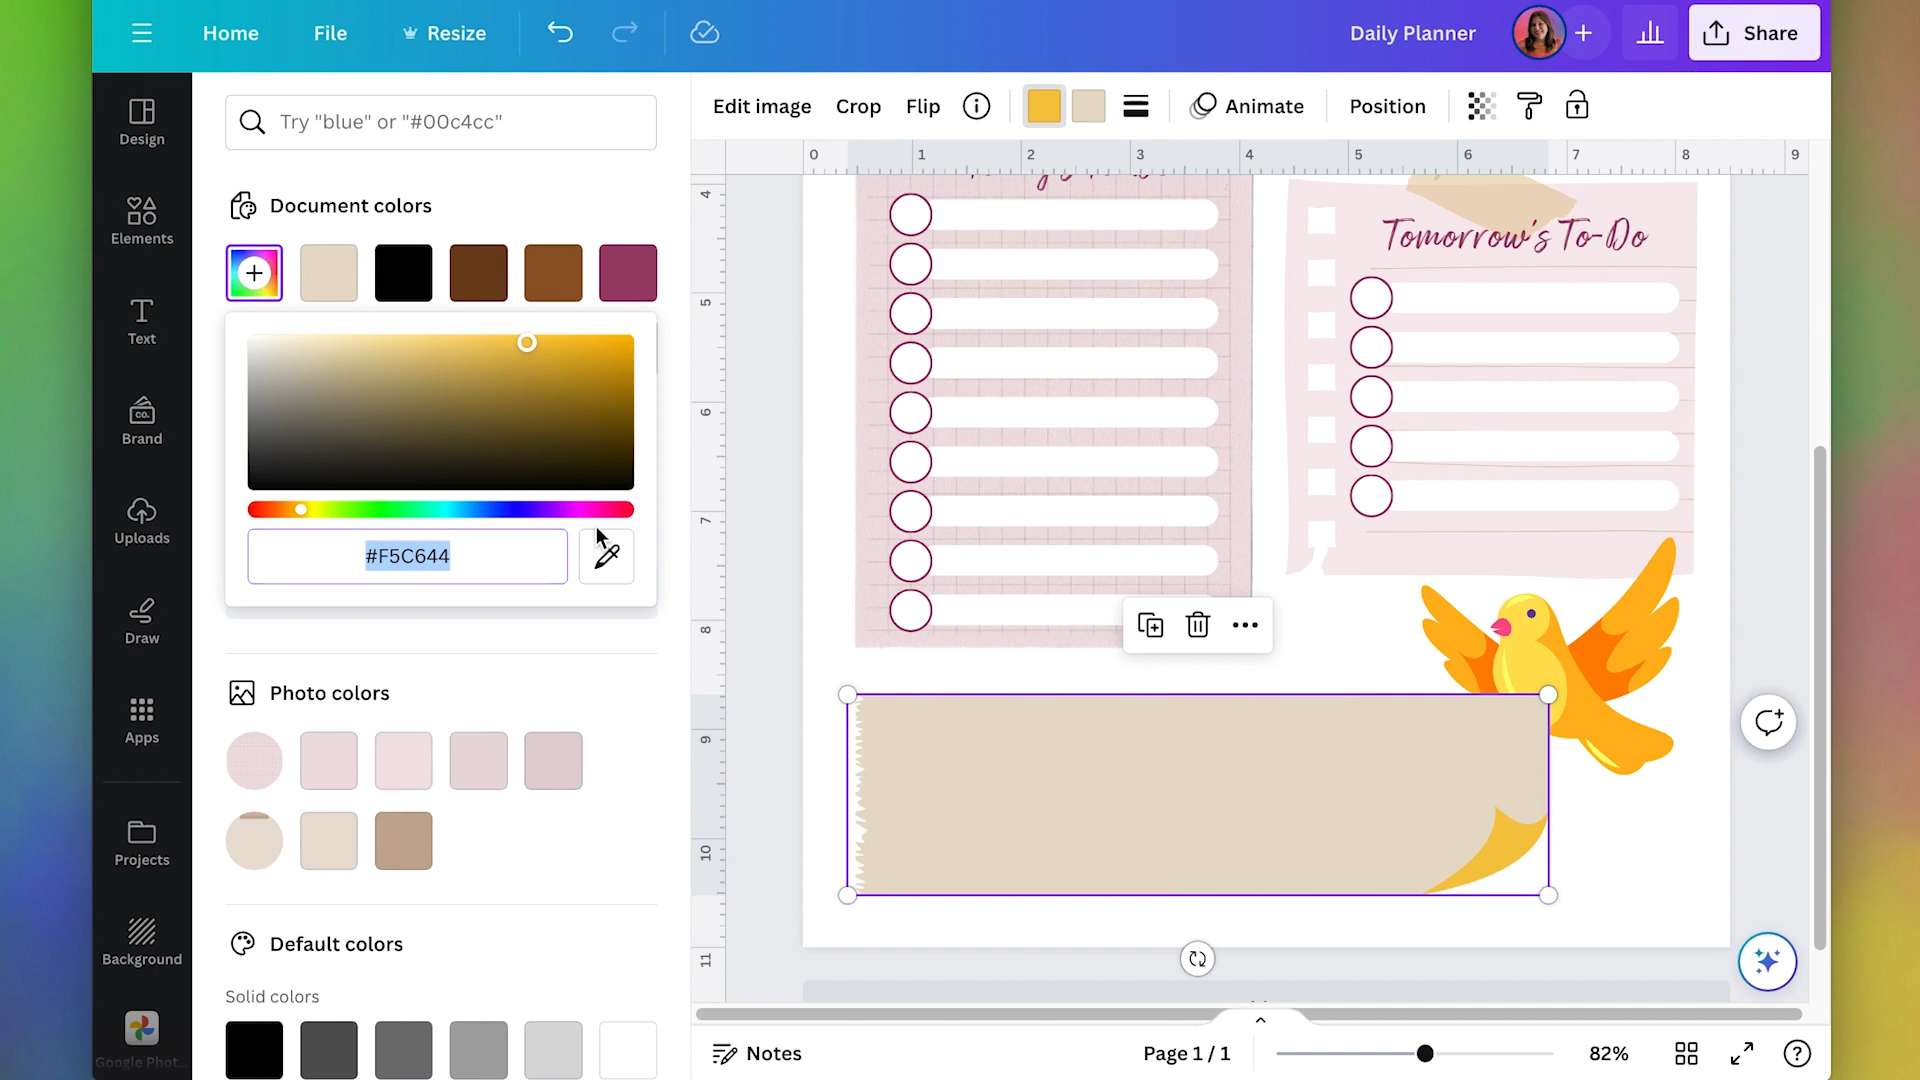 Home
File
Resize
Daily Planner
Share
Design
Elements
Text
Brand
CO.
Uploads
Draw
Apps
Projects
Background
Google Phot...
Try "blue" or "#00c4cc"
Document colors
#F5C644
Photo colors
Default colors
Solid colors
Edit image
Crop
Flip
Animate
Position
0 1 2 3 4 5 6 7 8 9
4
5
6
7
8
9
10
11
Tomorrow's To-Do
Notes
Page 1 / 1
82%